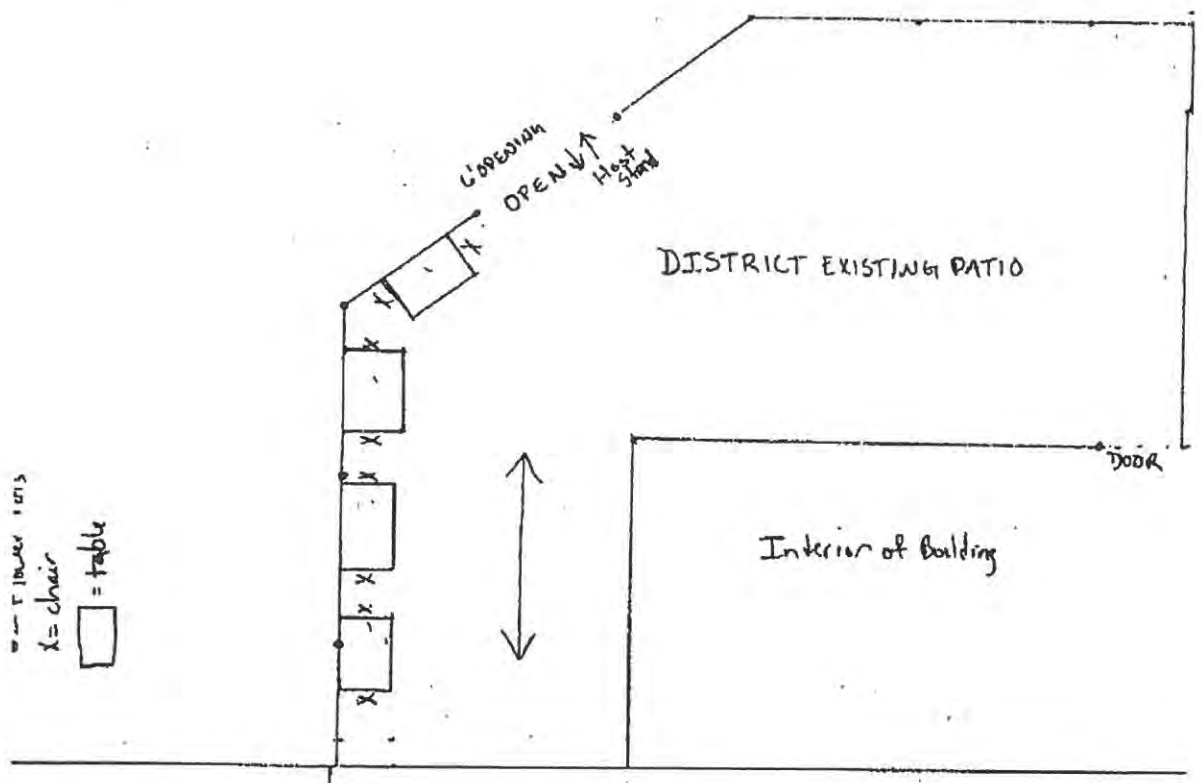 6' OPENING
OPEN
Host
Stand
DISTRICT EXISTING PATIO
X
X
X
X
X
X
X
X
DOOR
Interior of Building
x = chair
= table